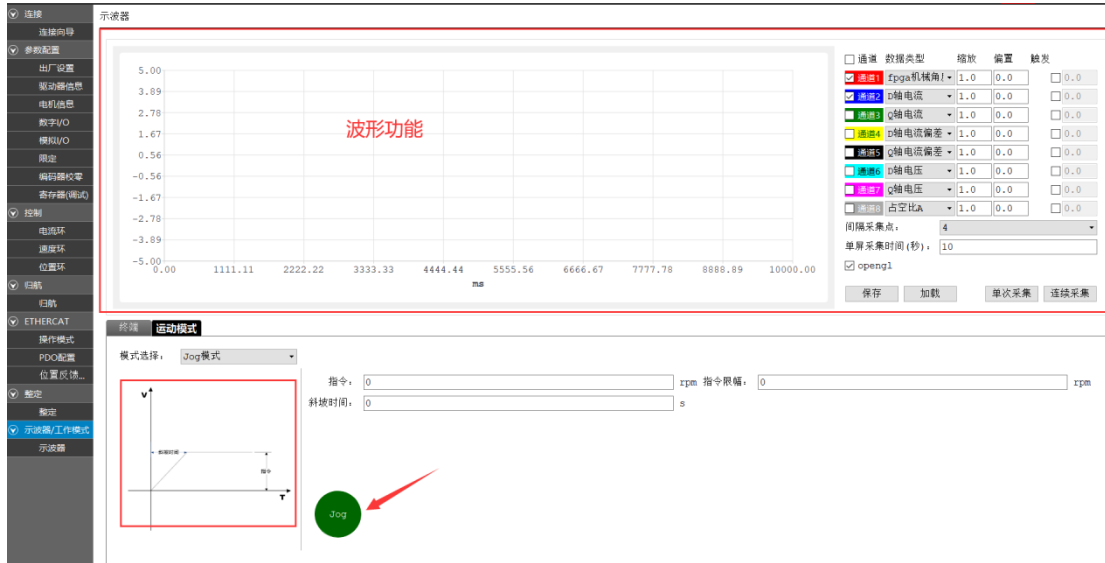 连接
连接向导
参数配置
出厂设置
驱动器信息
电机信息
数字I/O
模拟I/O
限定
编码器校零
寄存器(调试)
控制
电流环
速度环
位置环
归航
归航
ETHERCAT
操作模式
PDO配置
位置反馈...
整定
整定
示波器/工作模式
示波器
示波器
波形功能
5.00
3.89
2.78
1.67
0.56
-0.56
-1.67
-2.78
-3.89
-5.00
0.00 1111.11 2222.22 3333.33 4444.44 5555.56 6666.67 7777.78 8888.89 10000.00
ms
通道 数据类型 缩放 偏置 触发
通道1 fpga机械角 1.0 0.0 0.0
通道2 D轴电流 1.0 0.0 0.0
通道3 Q轴电流 1.0 0.0 0.0
通道4 D轴电流偏差 1.0 0.0 0.0
通道5 Q轴电流偏差 1.0 0.0 0.0
通道6 D轴电压 1.0 0.0 0.0
通道7 Q轴电压 1.0 0.0 0.0
通道8 占空比A 1.0 0.0 0.0
间隔采集点: 4
单屏采集时间(秒): 10
opengl
保存 加载 单次采集 连续采集
终端 运动模式
模式选择: Jog模式
指令: 0 rpm 指令限幅: 0 rpm
斜坡时间: 0 s
V
斜坡时间
指令
T
Jog